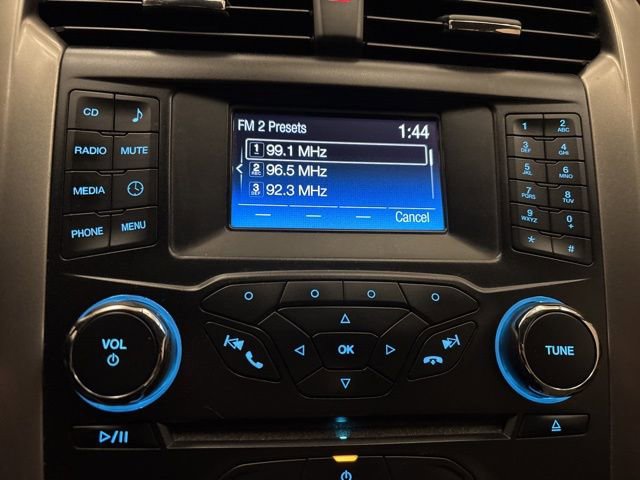 FM 2 Presets 1:44
1 99.1 MHz
2 ABC 96.5 MHz
3 DEF 92.3 MHz
Cancel
CD
RADIO MUTE
MEDIA
PHONE MENU
1 2 ABC
3 DEF 4 GHI
5 JKL 6 MNO
7 PQRS 8 TUV
9 WXYZ 0 +
* #
VOL
OK
TUNE